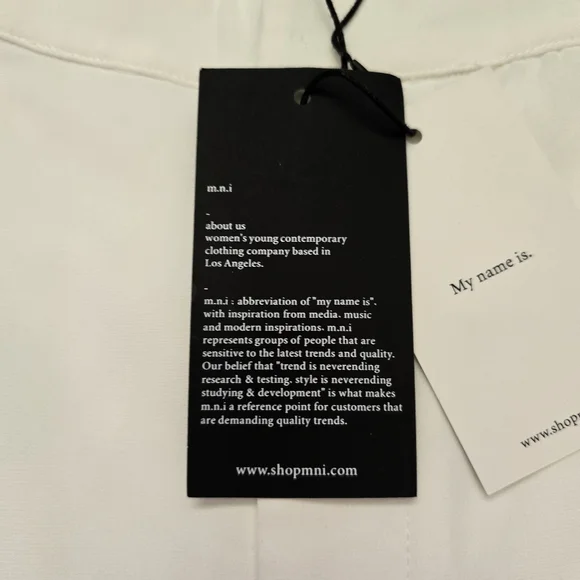 m.n.i
-
about us
women's young contemporary
clothing company based in
Los Angeles.
-
m.n.i : abbreviation of "my name is".
with inspiration from media. music
and modern inspirations. m.n.i
represents groups of people that are
sensitive to the latest trends and quality.
Our belief that "trend is neverending
research & testing. style is neverending
studying & development" is what makes
m.n.i a reference point for customers that
are demanding quality trends.
www.shopmni.com
My name is.
www.shopm